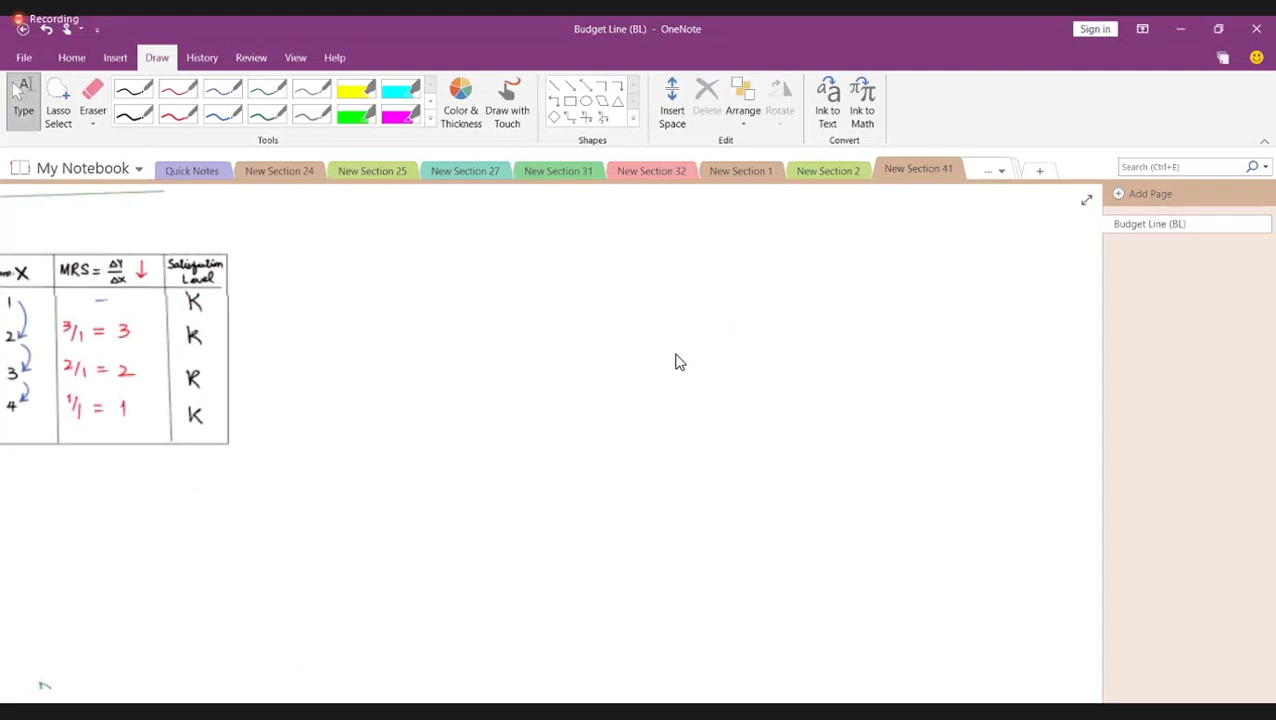 Recording
Budget Line (BL) - OneNote
Sign in
File Home Insert Draw History Review View Help
Type
Lasso Select
Eraser
Color & Thickness
Draw with Touch
Insert Space
Delete
Arrange
Rotate
Ink to Text
Ink to Math
Tools
Shapes
Edit
Convert
My Notebook
Quick Notes
New Section 24
New Section 25
New Section 27
New Section 31
New Section 32
New Section 1
New Section 2
New Section 41
...
Search (Ctrl+E)
Add Page
Budget Line (BL)
X MRS = ΔY/ΔX ↓ Satisfaction Level
1 – K
2 3/1 = 3 K
3 2/1 = 2 K
4 1/1 = 1 K